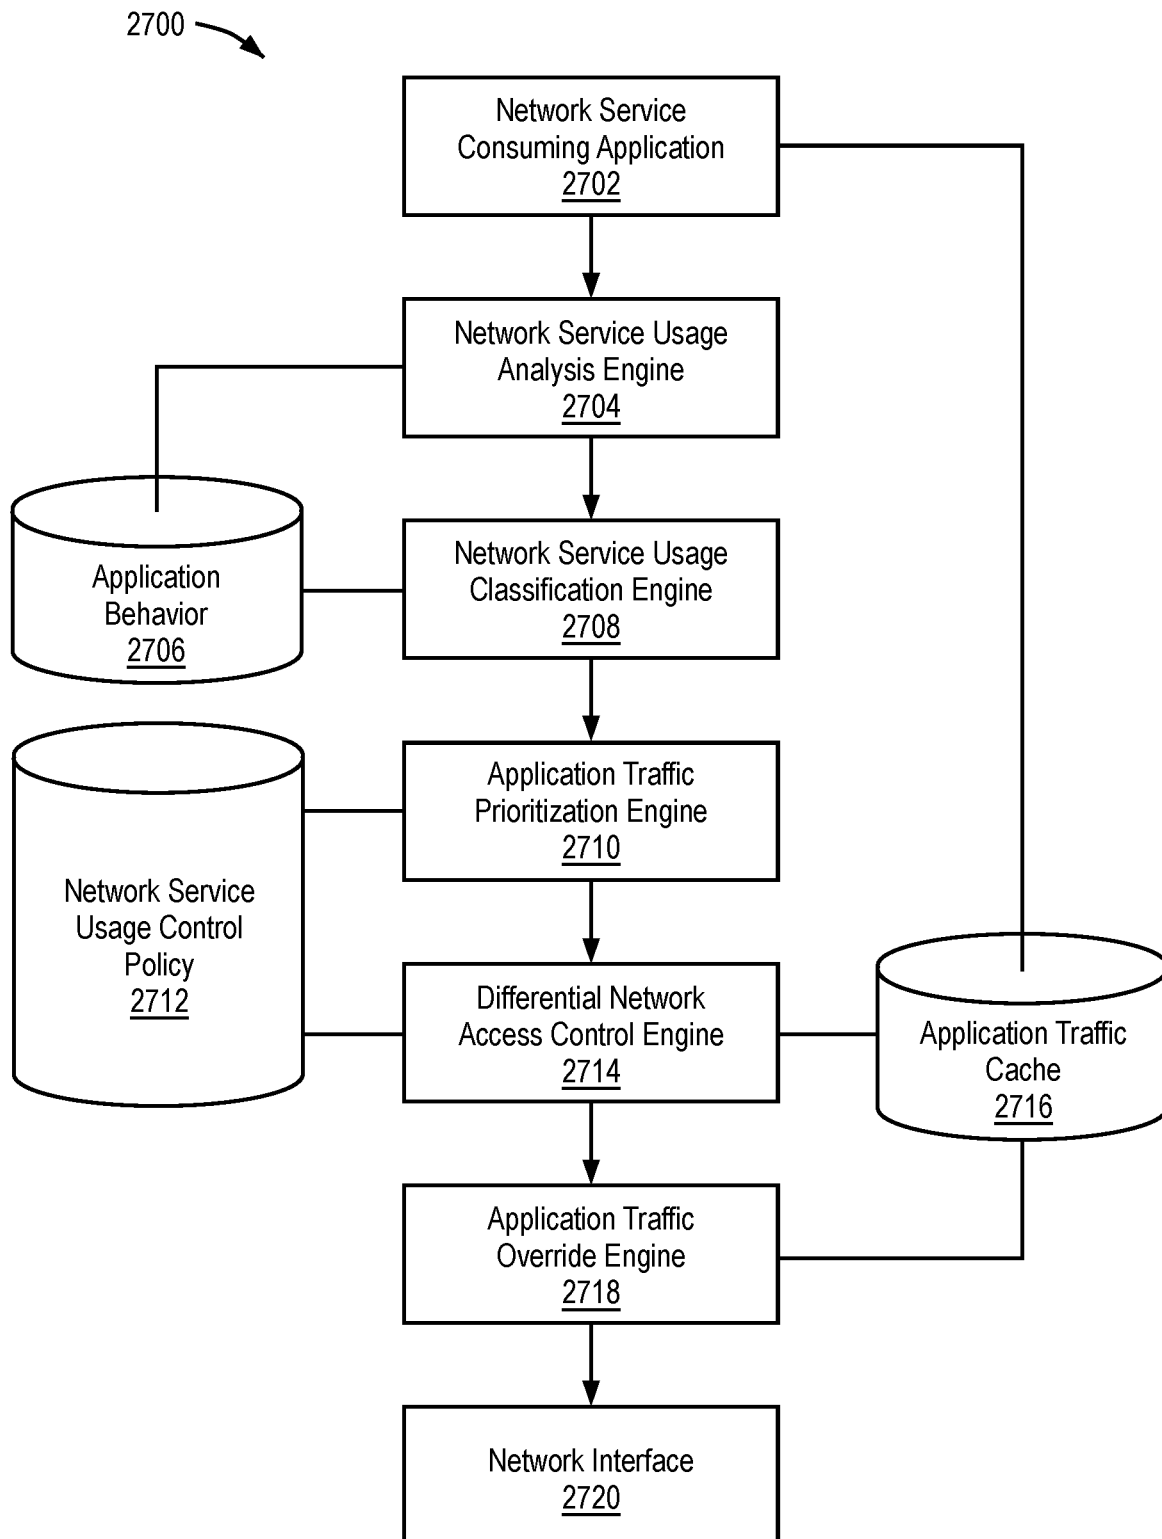 2700
Network Service
Consuming Application
2702
Network Service Usage
Analysis Engine
2704
Network Service Usage
Classification Engine
2708
Application
Behavior
2706
Application Traffic
Prioritization Engine
2710
Network Service
Usage Control
Policy
2712
Differential Network
Access Control Engine
2714
Application Traffic
Cache
2716
Application Traffic
Override Engine
2718
Network Interface
2720